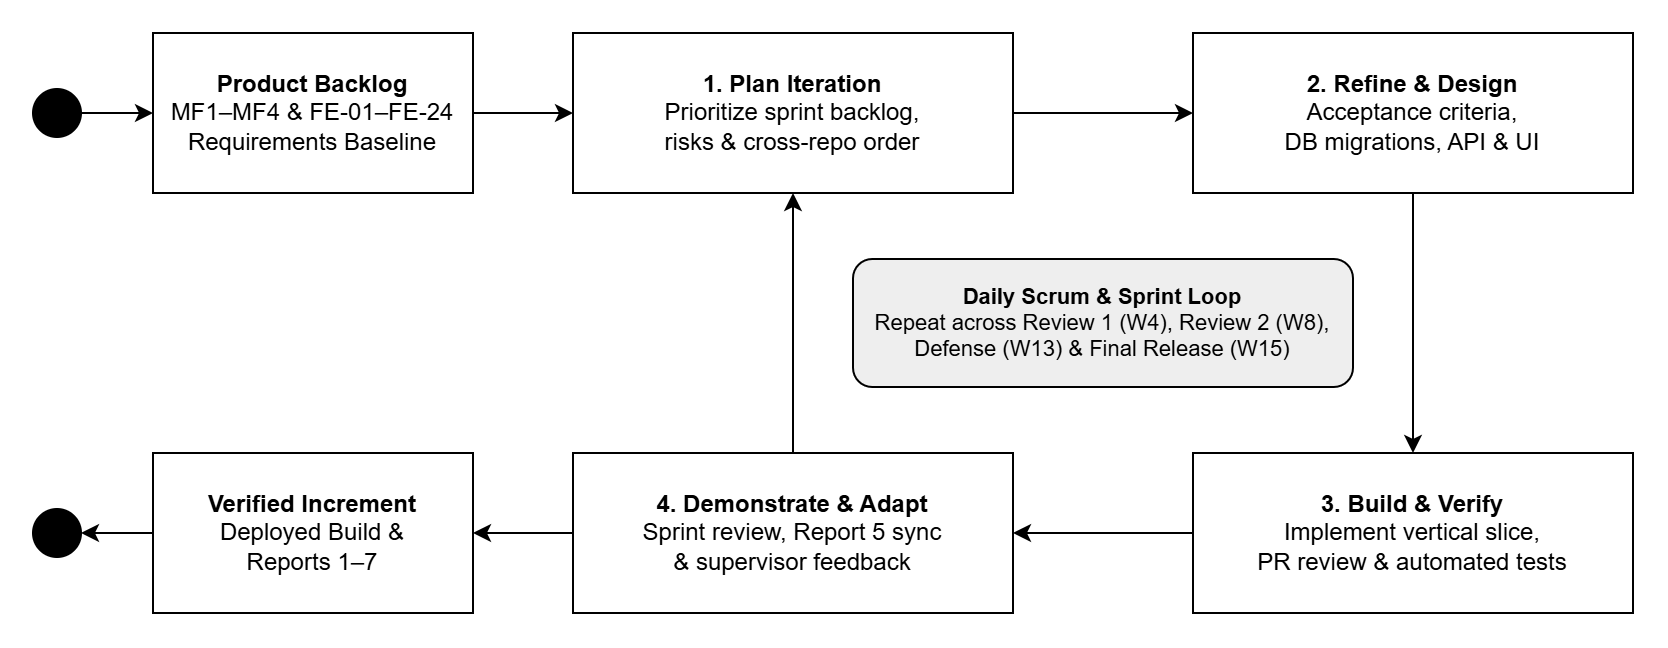 Product Backlog
MF1–MF4 & FE-01–FE-24
Requirements Baseline
1. Plan Iteration
Prioritize sprint backlog,
risks & cross-repo order
2. Refine & Design
Acceptance criteria,
DB migrations, API & UI
Daily Scrum & Sprint Loop
Repeat across Review 1 (W4), Review 2 (W8),
Defense (W13) & Final Release (W15)
Verified Increment
Deployed Build &
Reports 1–7
4. Demonstrate & Adapt
Sprint review, Report 5 sync
& supervisor feedback
3. Build & Verify
Implement vertical slice,
PR review & automated tests